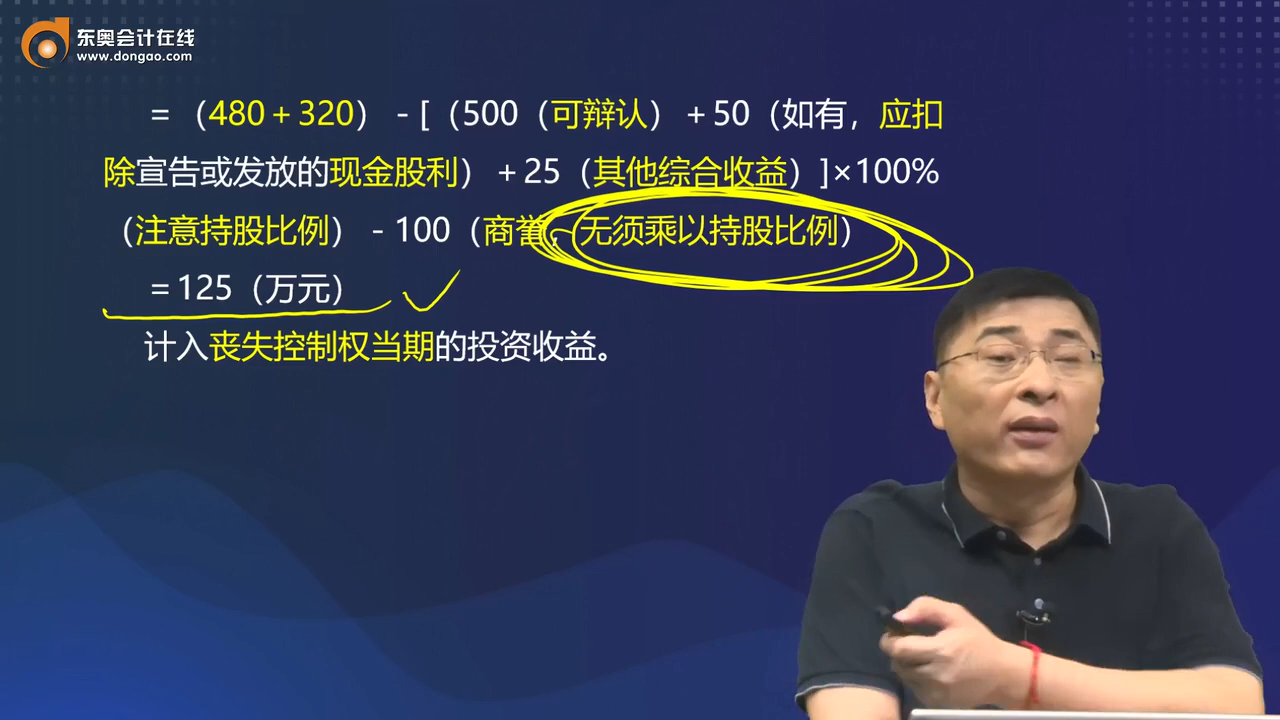 东奥会计在线
www.dongao.com
=（480＋320）－[（500（可辩认）＋50（如有，应扣
除宣告或发放的现金股利）＋25（其他综合收益）]×100%
（注意持股比例）－100（商誉，无须乘以持股比例）
＝125（万元）
计入丧失控制权当期的投资收益。